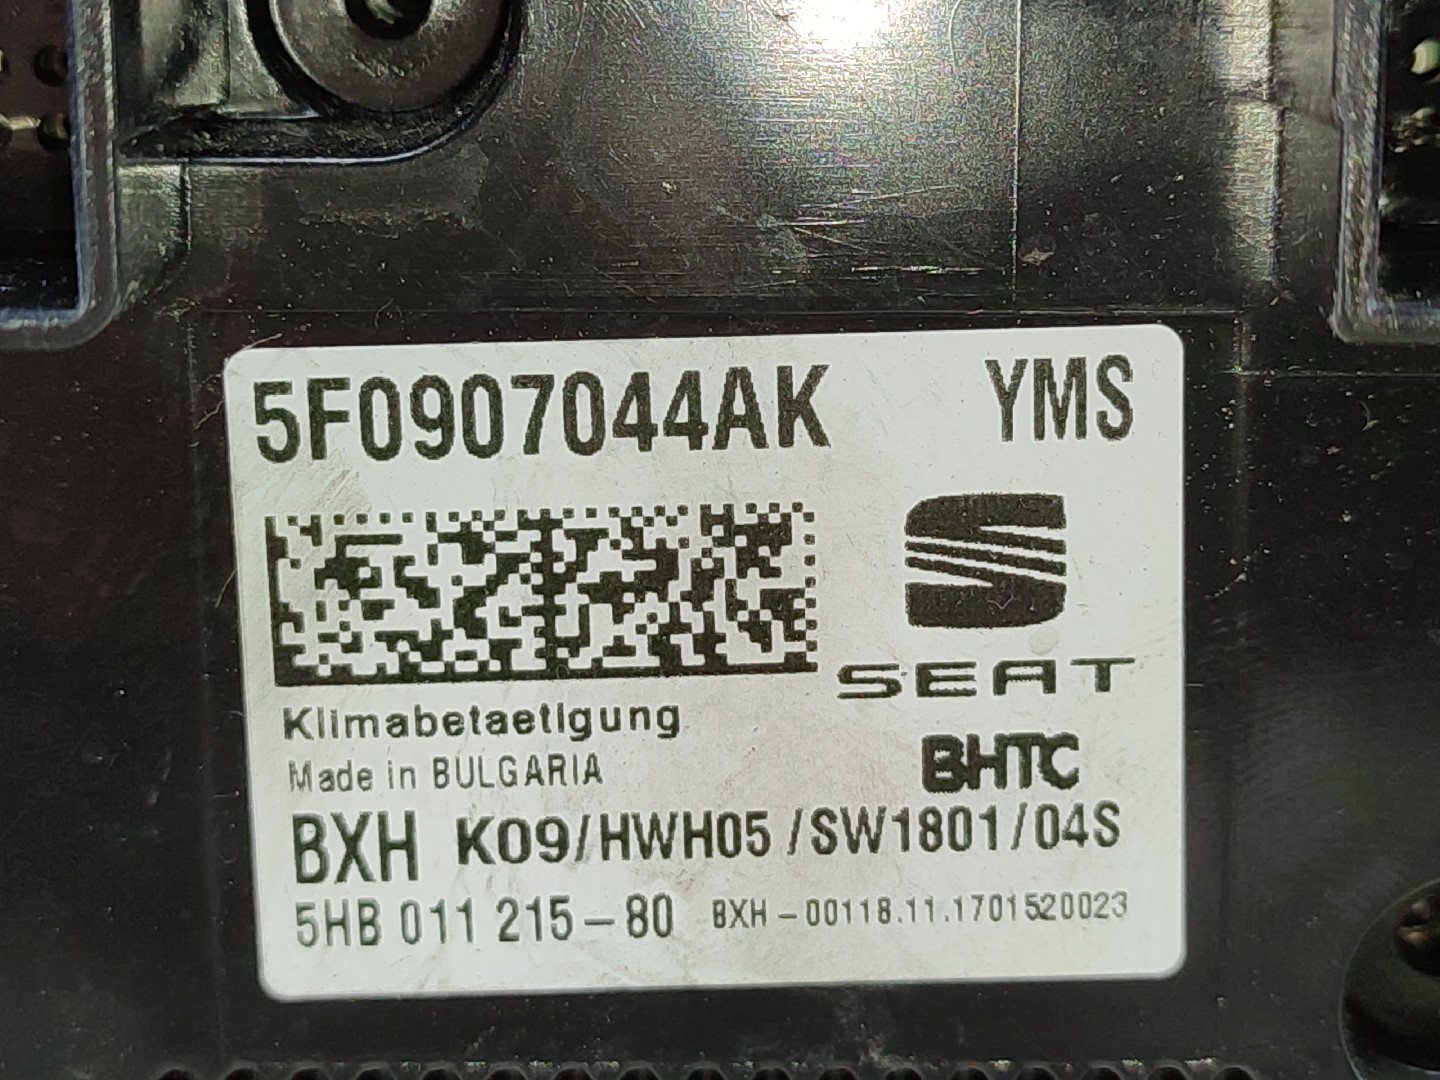 5F0907044AK YMS
SEAT
Klimabetaetigung
Made in BULGARIA
BHTC
BXH K09/HWH05 /SW1801/04S
5HB 011 215-80 BXH-00118.11.1701520023